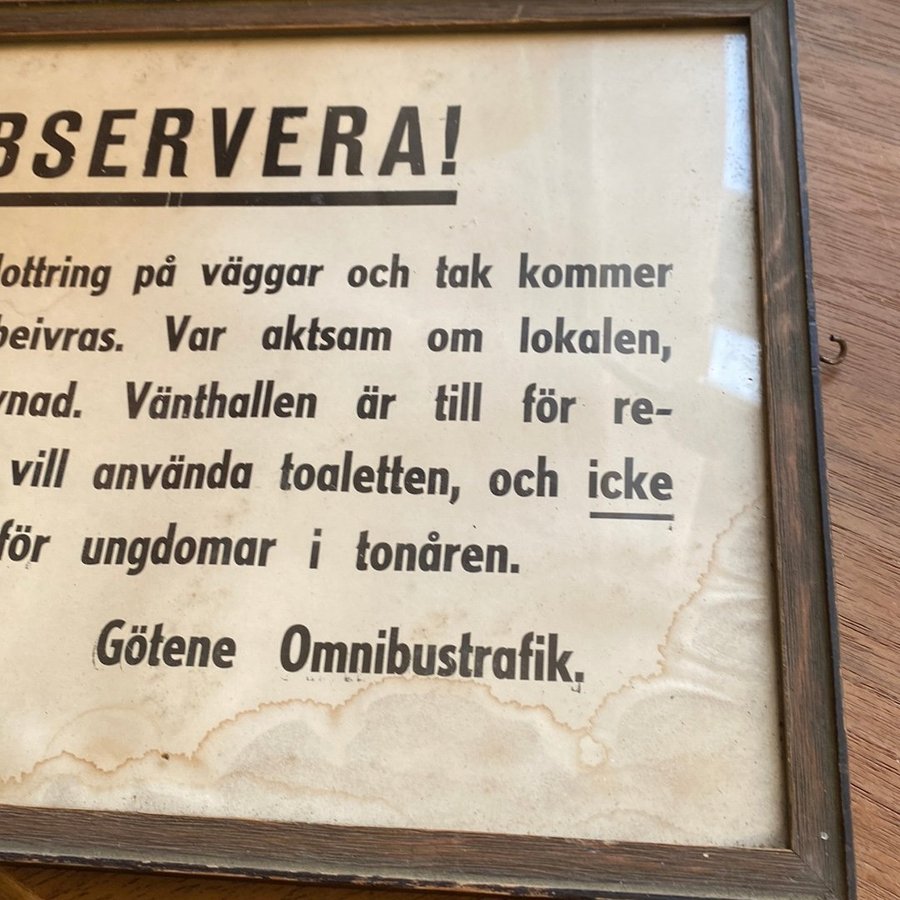 BSERVERA!
lottring på väggar och tak kommer
beivras. Var aktsam om lokalen,
vnad. Vänthallen är till för re-
vill använda toaletten, och icke
för ungdomar i tonåren.
Götene Omnibustrafik.